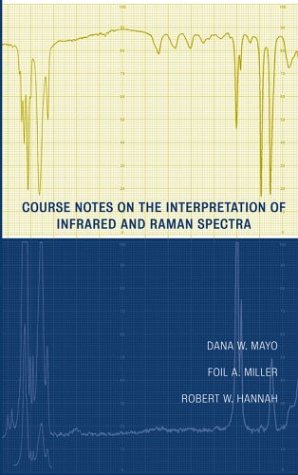 COURSE NOTES ON THE INTERPRETATION OF
INFRARED AND RAMAN SPECTRA
DANA W. MAYO
FOIL A. MILLER
ROBERT W. HANNAH